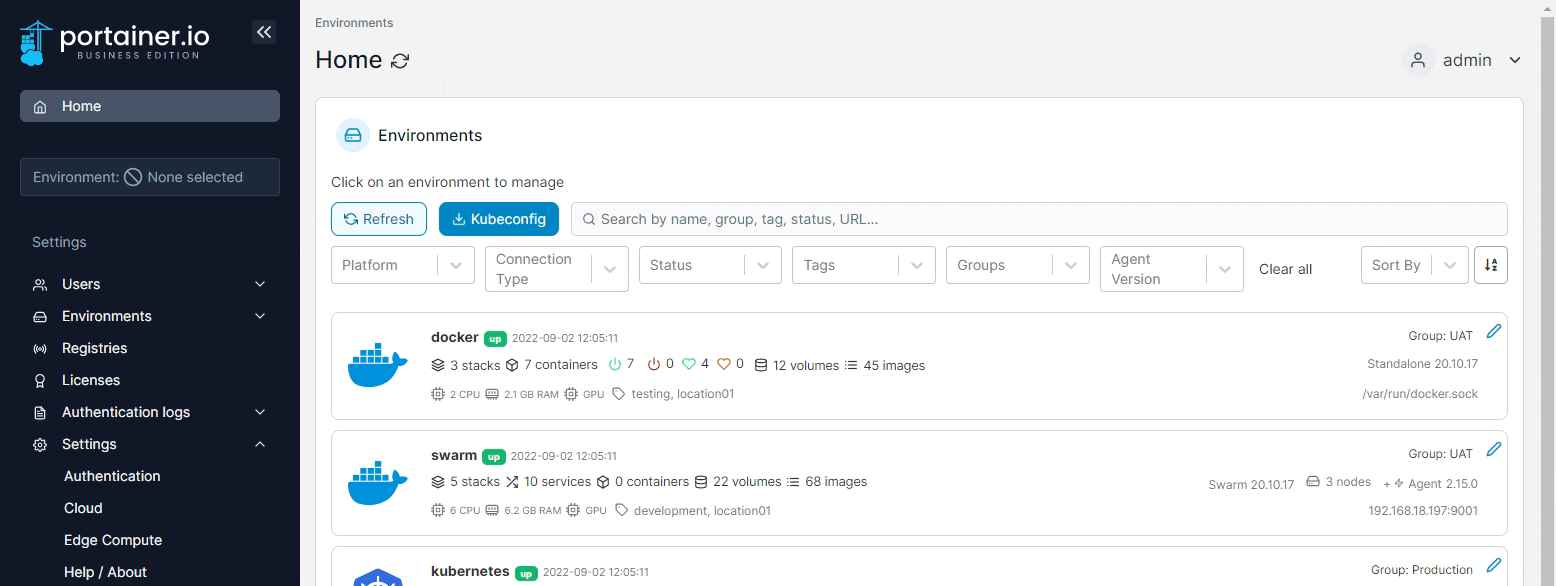 portainer.io
BUSINESS EDITION
Home
Environment: None selected
Settings
Users
Environments
Registries
Licenses
Authentication logs
Settings
Authentication
Cloud
Edge Compute
Help / About
Environments
Home
admin
Environments
Click on an environment to manage
Refresh Kubeconfig Search by name, group, tag, status, URL...
Platform Connection Type Status Tags Groups Agent Version Clear all Sort By
docker up 2022-09-02 12:05:11 Group: UAT
3 stacks 7 containers 7 0 4 0 12 volumes 45 images Standalone 20.10.17
2 CPU 2.1 GB RAM GPU testing, location01 /var/run/docker.sock
swarm up 2022-09-02 12:05:11 Group: UAT
5 stacks 10 services 0 containers 22 volumes 68 images Swarm 20.10.17 3 nodes + Agent 2.15.0
6 CPU 6.2 GB RAM GPU development, location01 192.168.18.197:9001
kubernetes up 2022-09-02 12:05:11 Group: Production